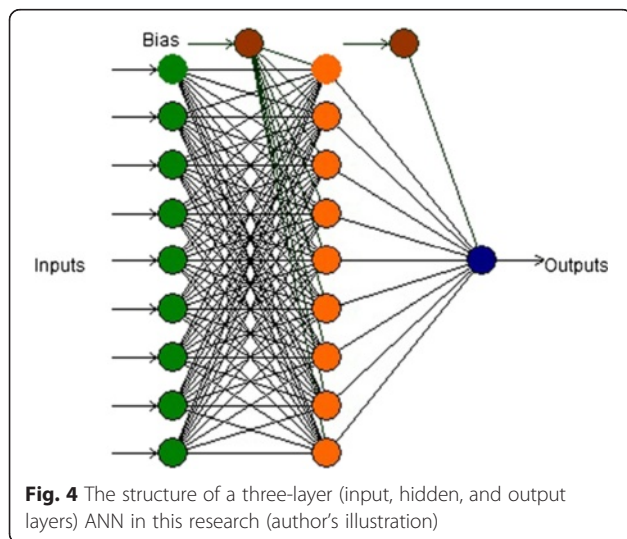 Bias
Inputs
Outputs
Fig. 4 The structure of a three-layer (input, hidden, and output
layers) ANN in this research (author's illustration)